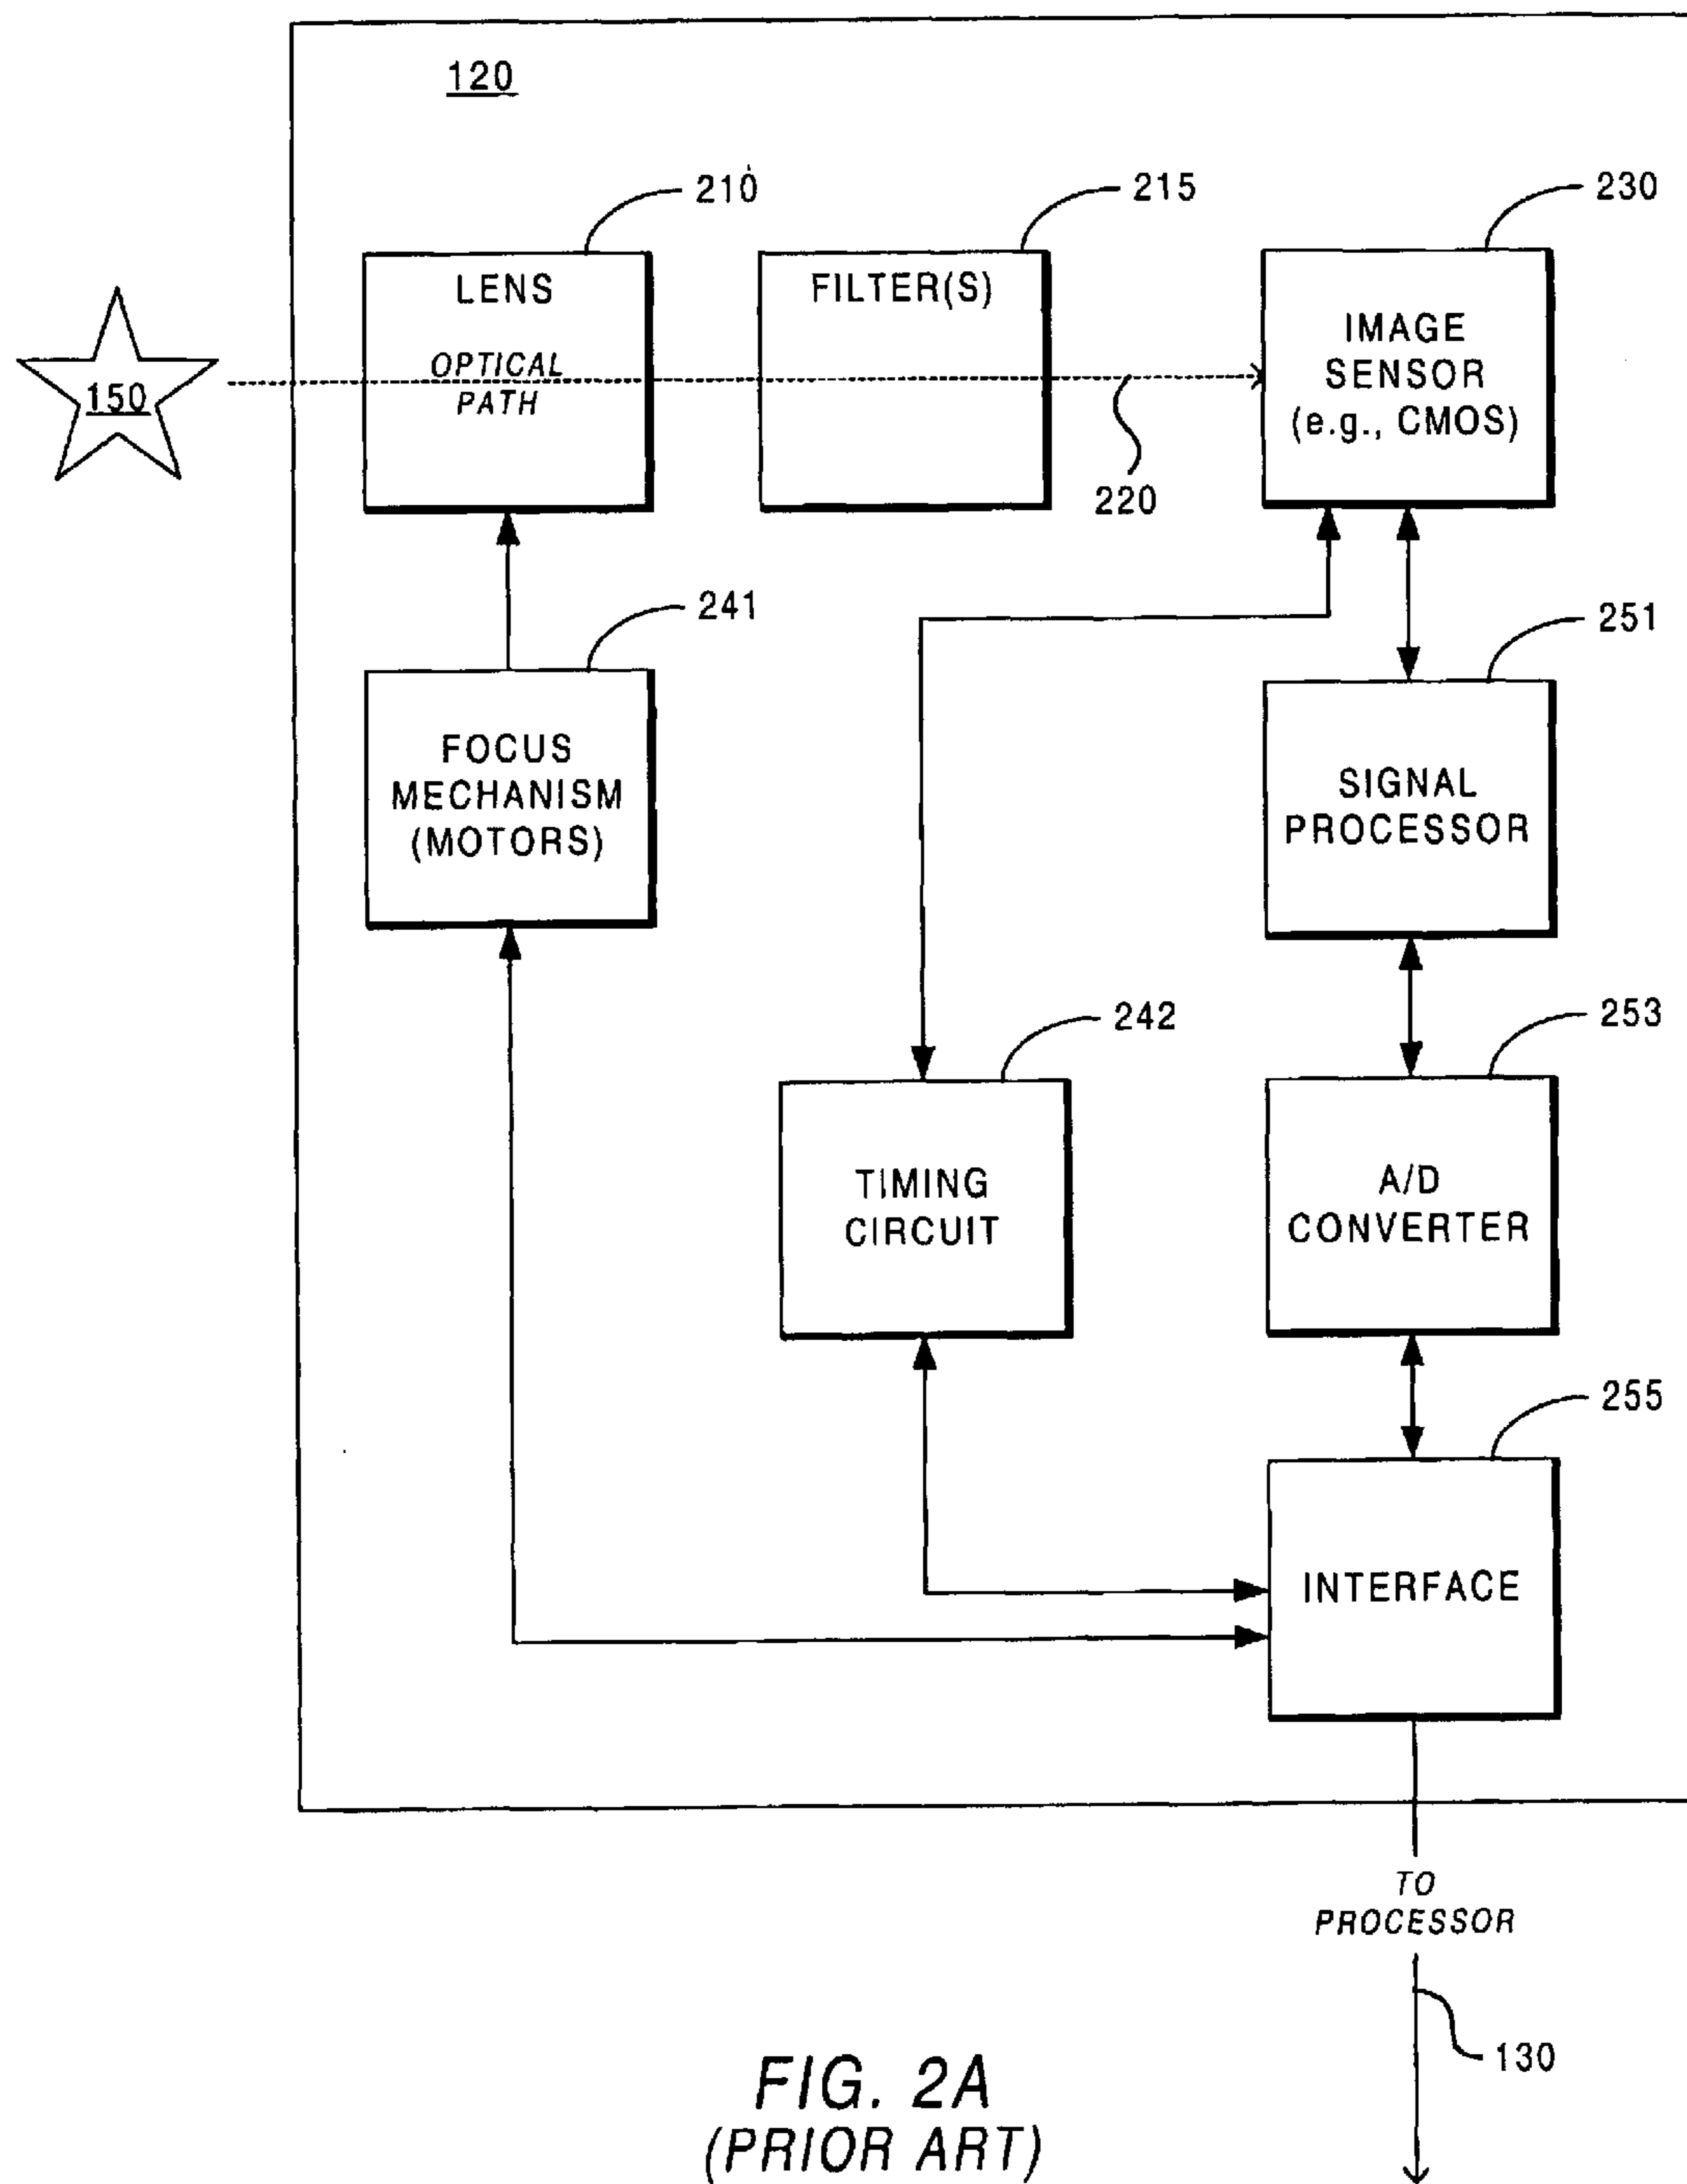 120
210
215
230
LENS
FILTER(S)
IMAGE
SENSOR
(e.g., CMOS)
OPTICAL
PATH
150
220
241
251
FOCUS
MECHANISM
(MOTORS)
SIGNAL
PROCESSOR
242
253
TIMING
CIRCUIT
A/D
CONVERTER
255
INTERFACE
TO
PROCESSOR
130
FIG. 2A
(PRIOR ART)